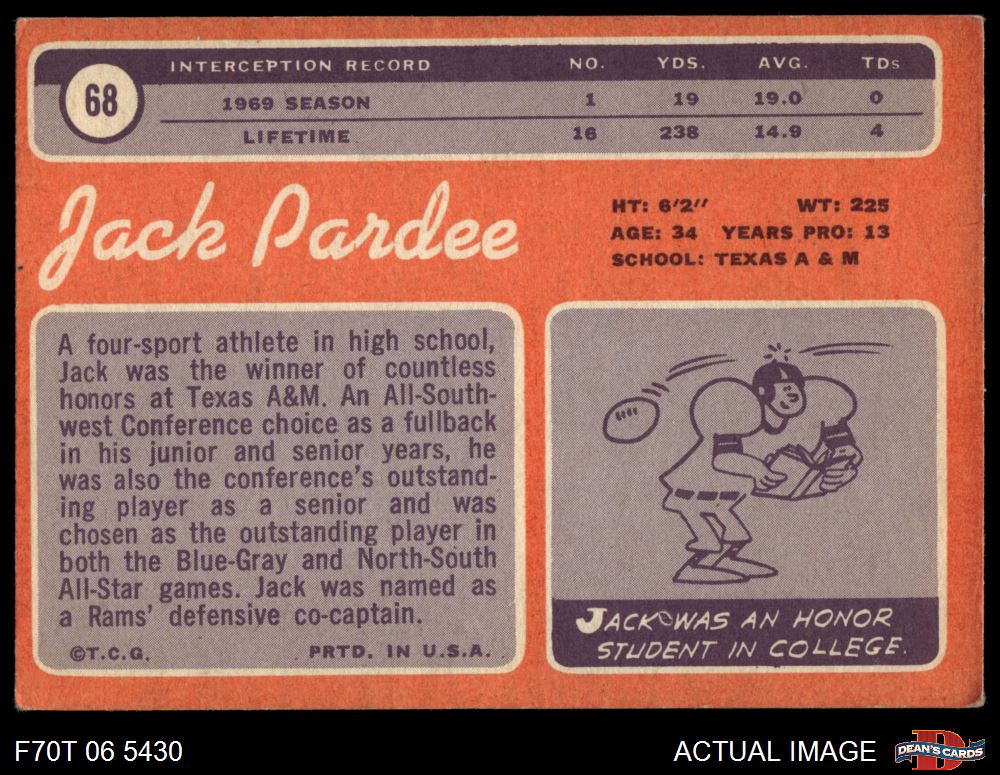 68
INTERCEPTION RECORD NO. YDS. AVG. TDs
1969 SEASON 1 19 19.0 0
LIFETIME 16 238 14.9 4
Jack Pardee
HT: 6'2" WT: 225
AGE: 34 YEARS PRO: 13
SCHOOL: TEXAS A & M
A four-sport athlete in high school,
Jack was the winner of countless
honors at Texas A&M. An All-South-
west Conference choice as a fullback
in his junior and senior years, he
was also the conference's outstand-
ing player as a senior and was
chosen as the outstanding player in
both the Blue-Gray and North-South
All-Star games. Jack was named as
a Rams' defensive co-captain.
©T.C.G. PRTD. IN U.S.A.
JACK WAS AN HONOR
STUDENT IN COLLEGE.
F70T 06 5430
ACTUAL IMAGE
D
DEAN'S CARDS